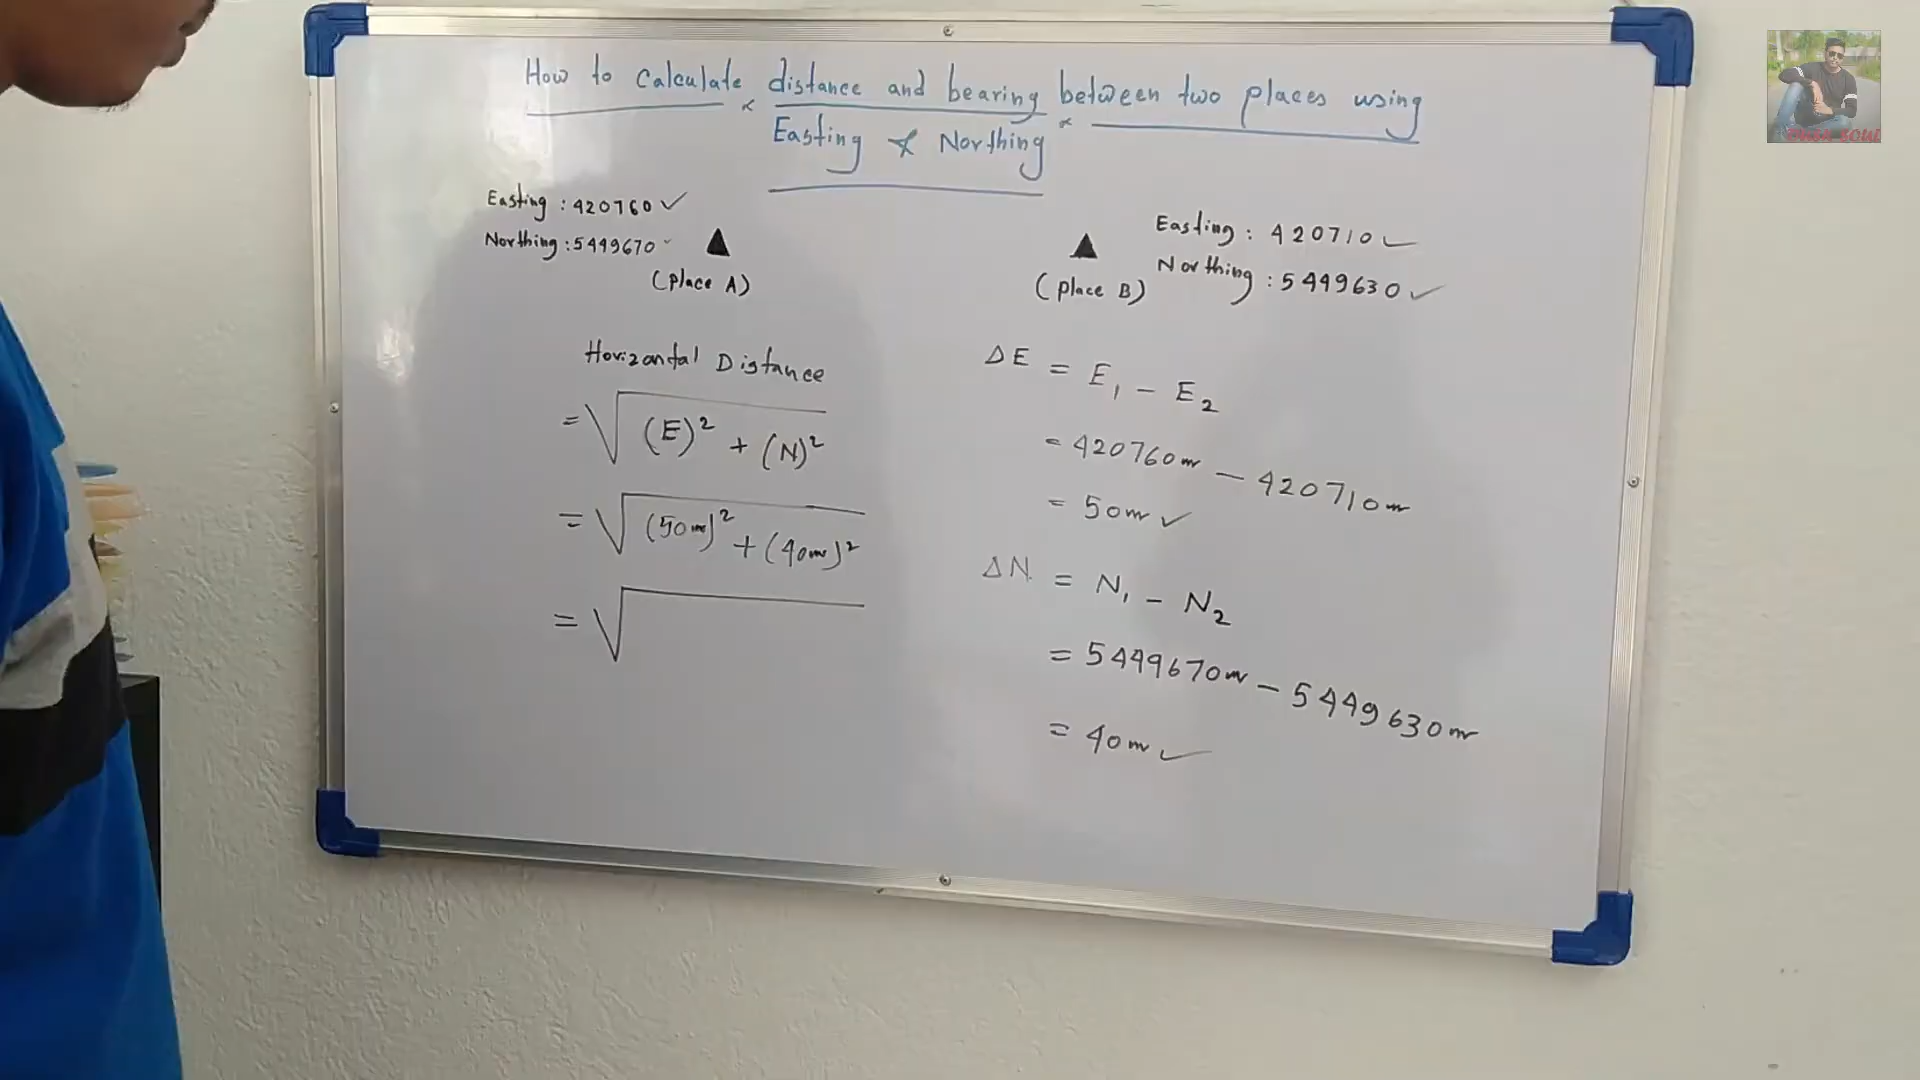 How to calculate distance and bearing between two places using
Easting & Northing
Easting : 420760 ✓
Northing : 5449670
(Place A)
Easting : 420710 ✓
Northing : 5449630 ✓
(Place B)
Horizantal Distance
= √(E)² + (N)²
= √(50m)² + (40m)²
= √
ΔE = E₁ - E₂
= 420760m - 420710m
= 50m ✓
ΔN = N₁ - N₂
= 5449670m - 5449630m
= 40m ✓